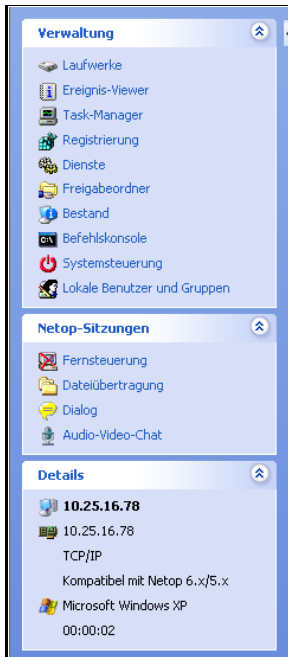 Verwaltung
Laufwerke
Ereignis-Viewer
Task-Manager
Registrierung
Dienste
Freigabeordner
Bestand
Befehlskonsole
Systemsteuerung
Lokale Benutzer und Gruppen
Netop-Sitzungen
Fernsteuerung
Dateiübertragung
Dialog
Audio-Video-Chat
Details
10.25.16.78
10.25.16.78
TCP/IP
Kompatibel mit Netop 6.x/5.x
Microsoft Windows XP
00:00:02